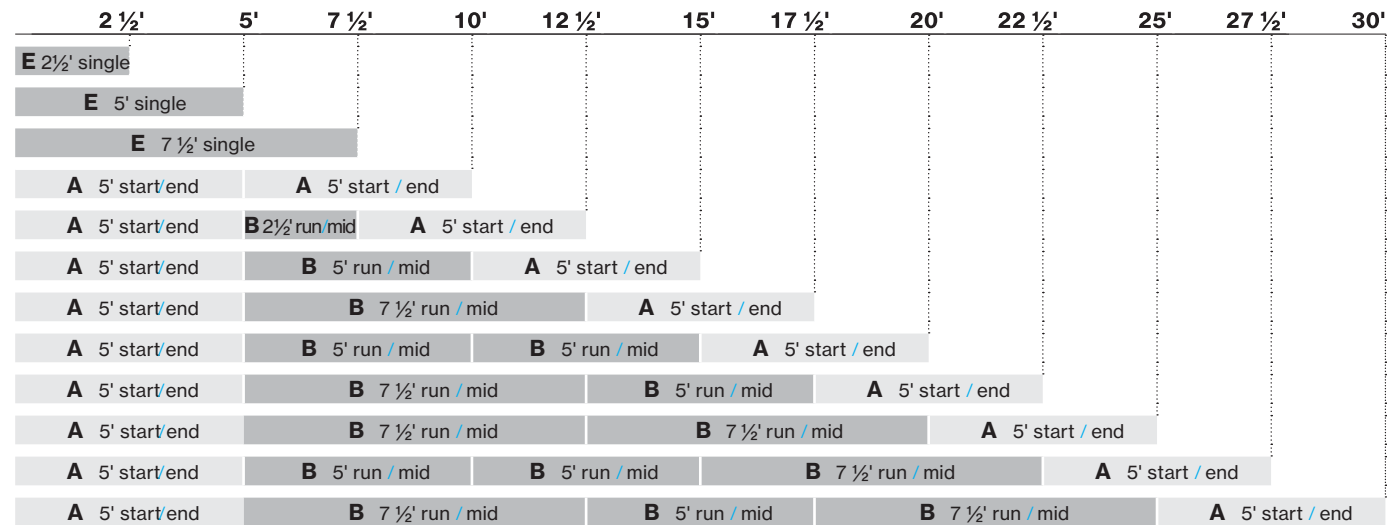 2 ½' 5' 7 ½' 10' 12 ½' 15' 17 ½' 20' 22 ½' 25' 27 ½' 30'
E 2½' single
E 5' single
E 7 ½' single
A 5' start/end A 5' start / end
A 5' start/end B 2½' run/mid A 5' start / end
A 5' start/end B 5' run / mid A 5' start / end
A 5' start/end B 7 ½' run / mid A 5' start / end
A 5' start/end B 5' run / mid B 5' run / mid A 5' start / end
A 5' start/end B 7 ½' run / mid B 5' run / mid A 5' start / end
A 5' start/end B 7 ½' run / mid B 7 ½' run / mid A 5' start / end
A 5' start/end B 5' run / mid B 5' run / mid B 7 ½' run / mid A 5' start / end
A 5' start/end B 7 ½' run / mid B 5' run / mid B 7 ½' run / mid A 5' start / end